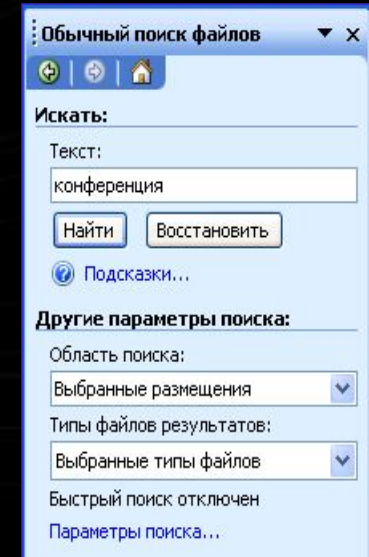 Обычный поиск файлов
Искать:
Текст:
конференция
Найти Восстановить
Подсказки...
Другие параметры поиска:
Область поиска:
Выбранные размещения
Типы файлов результатов:
Выбранные типы файлов
Быстрый поиск отключен
Параметры поиска...